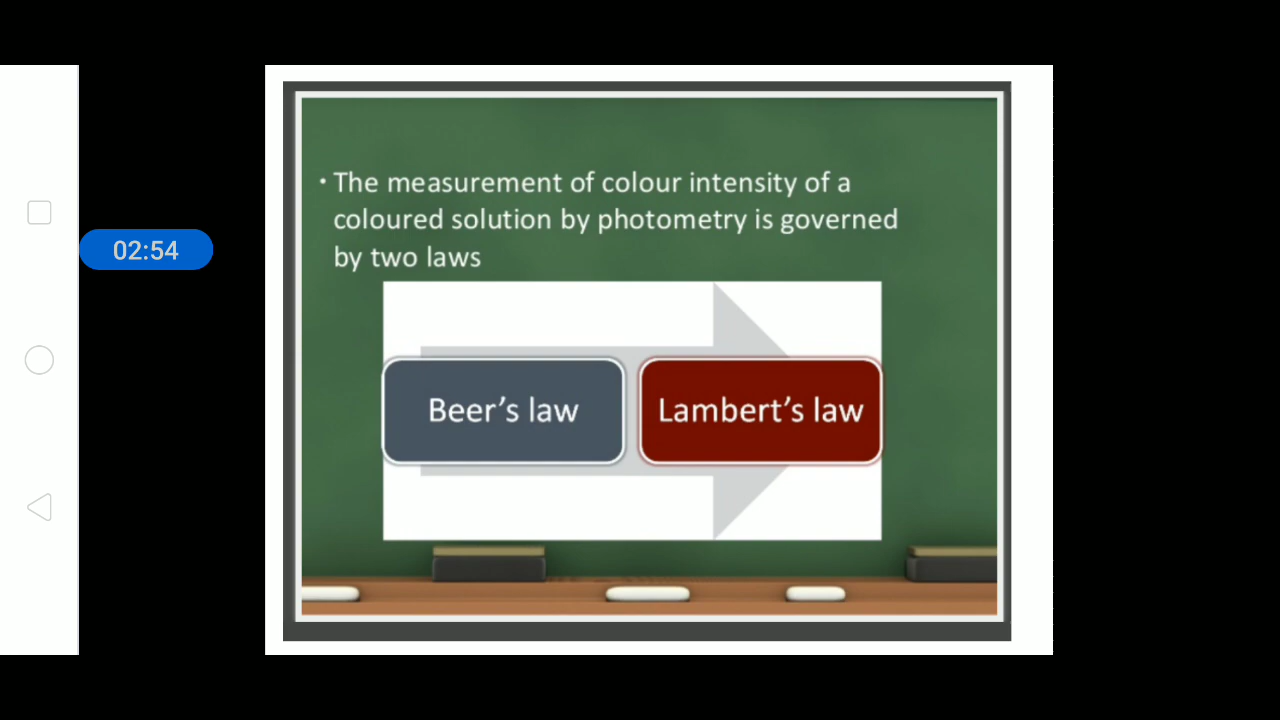 02:54
• The measurement of colour intensity of a
coloured solution by photometry is governed
by two laws
Beer’s law
Lambert’s law